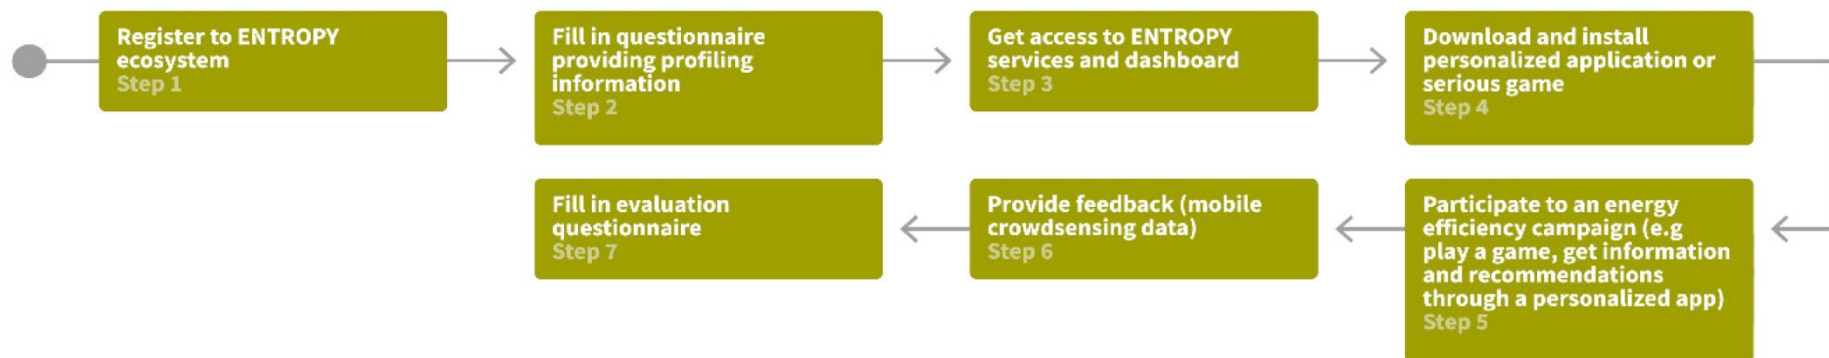 Register to ENTROPY
ecosystem
Step 1
Fill in questionnaire
providing profiling
information
Step 2
Get access to ENTROPY
services and dashboard
Step 3
Download and install
personalized application or
serious game
Step 4
Participate to an energy
efficiency campaign (e.g
play a game, get information
and recommendations
through a personalized app)
Step 5
Provide feedback (mobile
crowdsensing data)
Step 6
Fill in evaluation
questionnaire
Step 7